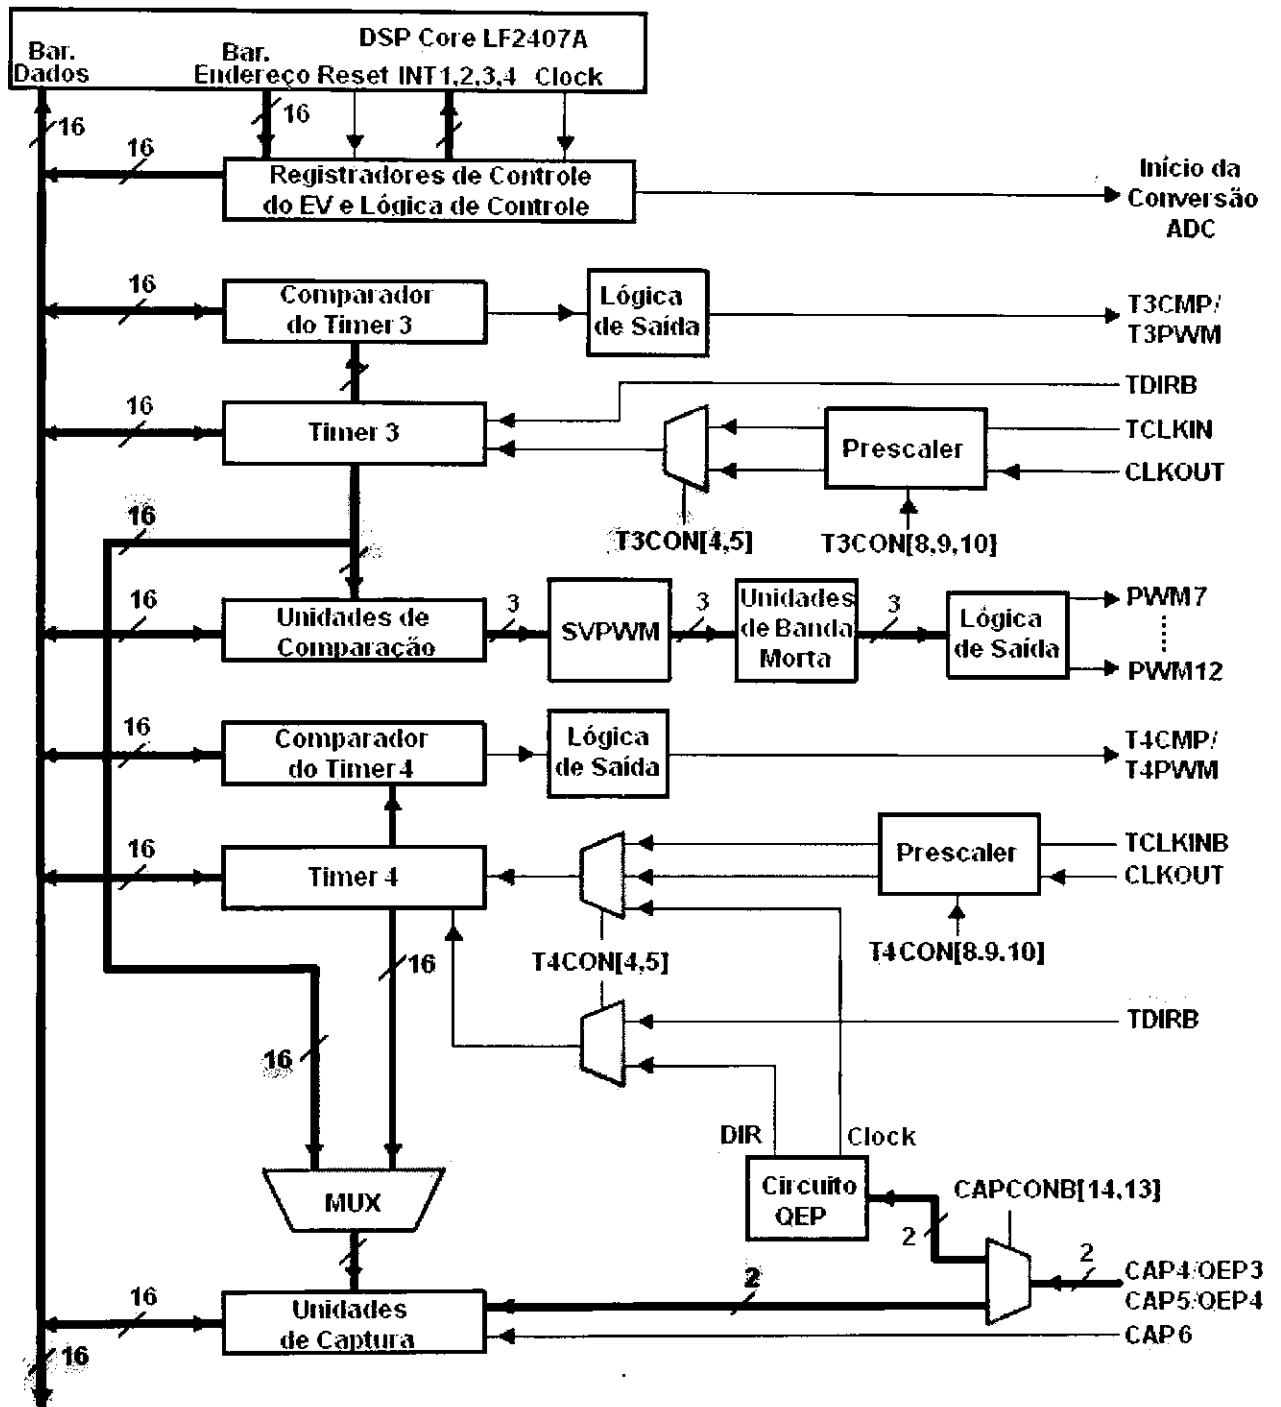 DSP Core LF2407A
Bar.
Dados
Bar.
Endereço Reset INT1,2,3,4 Clock
16
16
16
Registradores de Controle
do EV e Lógica de Controle
Início da
Conversão
ADC
16
Comparador
do Timer 3
Lógica
de Saída
T3CMP/
T3PWM
TDIRB
16
Timer 3
Prescaler
TCLKIN
CLKOUT
16
T3CON[4,5]
T3CON[8,9,10]
16
Unidades de
Comparação
3
SVPWM
3
Unidades
de Banda
Morta
3
Lógica
de Saída
PWM7
PWM12
16
Comparador
do Timer 4
Lógica
de Saída
T4CMP/
T4PWM
16
Timer 4
Prescaler
TCLKINB
CLKOUT
16
T4CON[4,5]
T4CON[8.9.10]
TDIRB
16
DIR
Clock
MUX
Circuito
QEP
CAPCONB[14,13]
2
2
CAP4/QEP3
CAP5/QEP4
2
16
Unidades
de Captura
CAP6
16